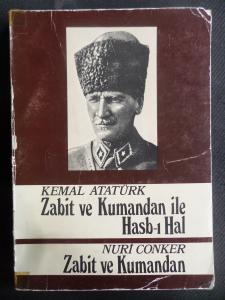 KEMAL ATATÜRK
Zabit ve Kumandan ile
Hasb-ı Hal
NURİ CONKER
Zabit ve Kumandan